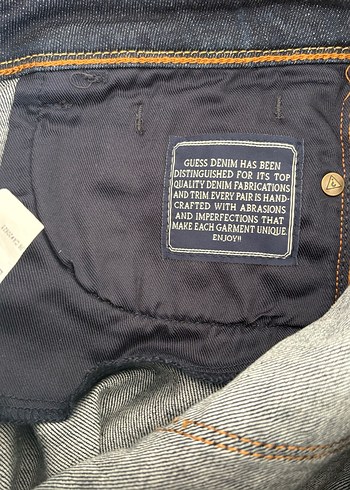 GUESS DENIM HAS BEEN
DISTINGUISHED FOR ITS TOP
QUALITY DENIM FABRICATIONS
AND TRIM. EVERY PAIR IS HAND-
CRAFTED WITH ABRASIONS
AND IMPERFECTIONS THAT
MAKE EACH GARMENT UNIQUE.
ENJOY!!